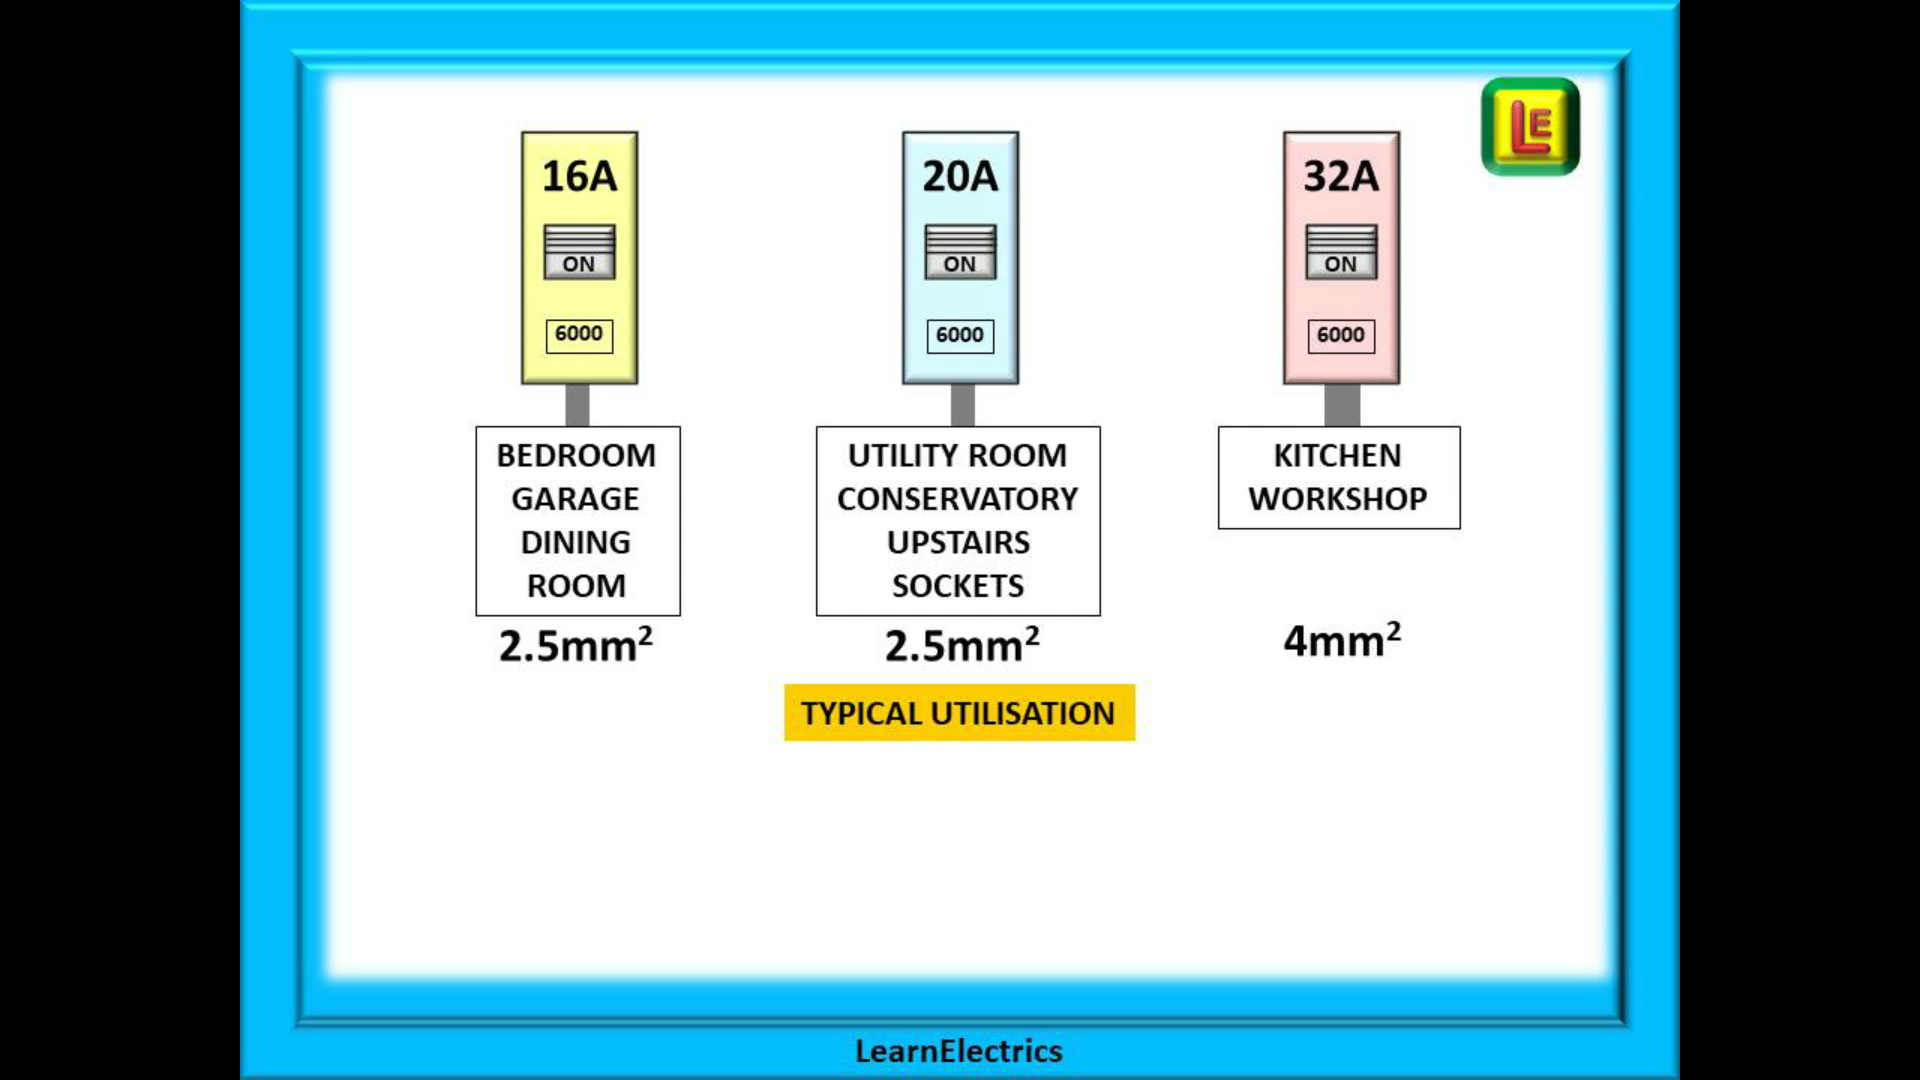 16A
ON
6000
BEDROOM
GARAGE
DINING
ROOM
2.5mm²
20A
ON
6000
UTILITY ROOM
CONSERVATORY
UPSTAIRS
SOCKETS
2.5mm²
32A
ON
6000
KITCHEN
WORKSHOP
4mm²
LE
TYPICAL UTILISATION
LearnElectrics